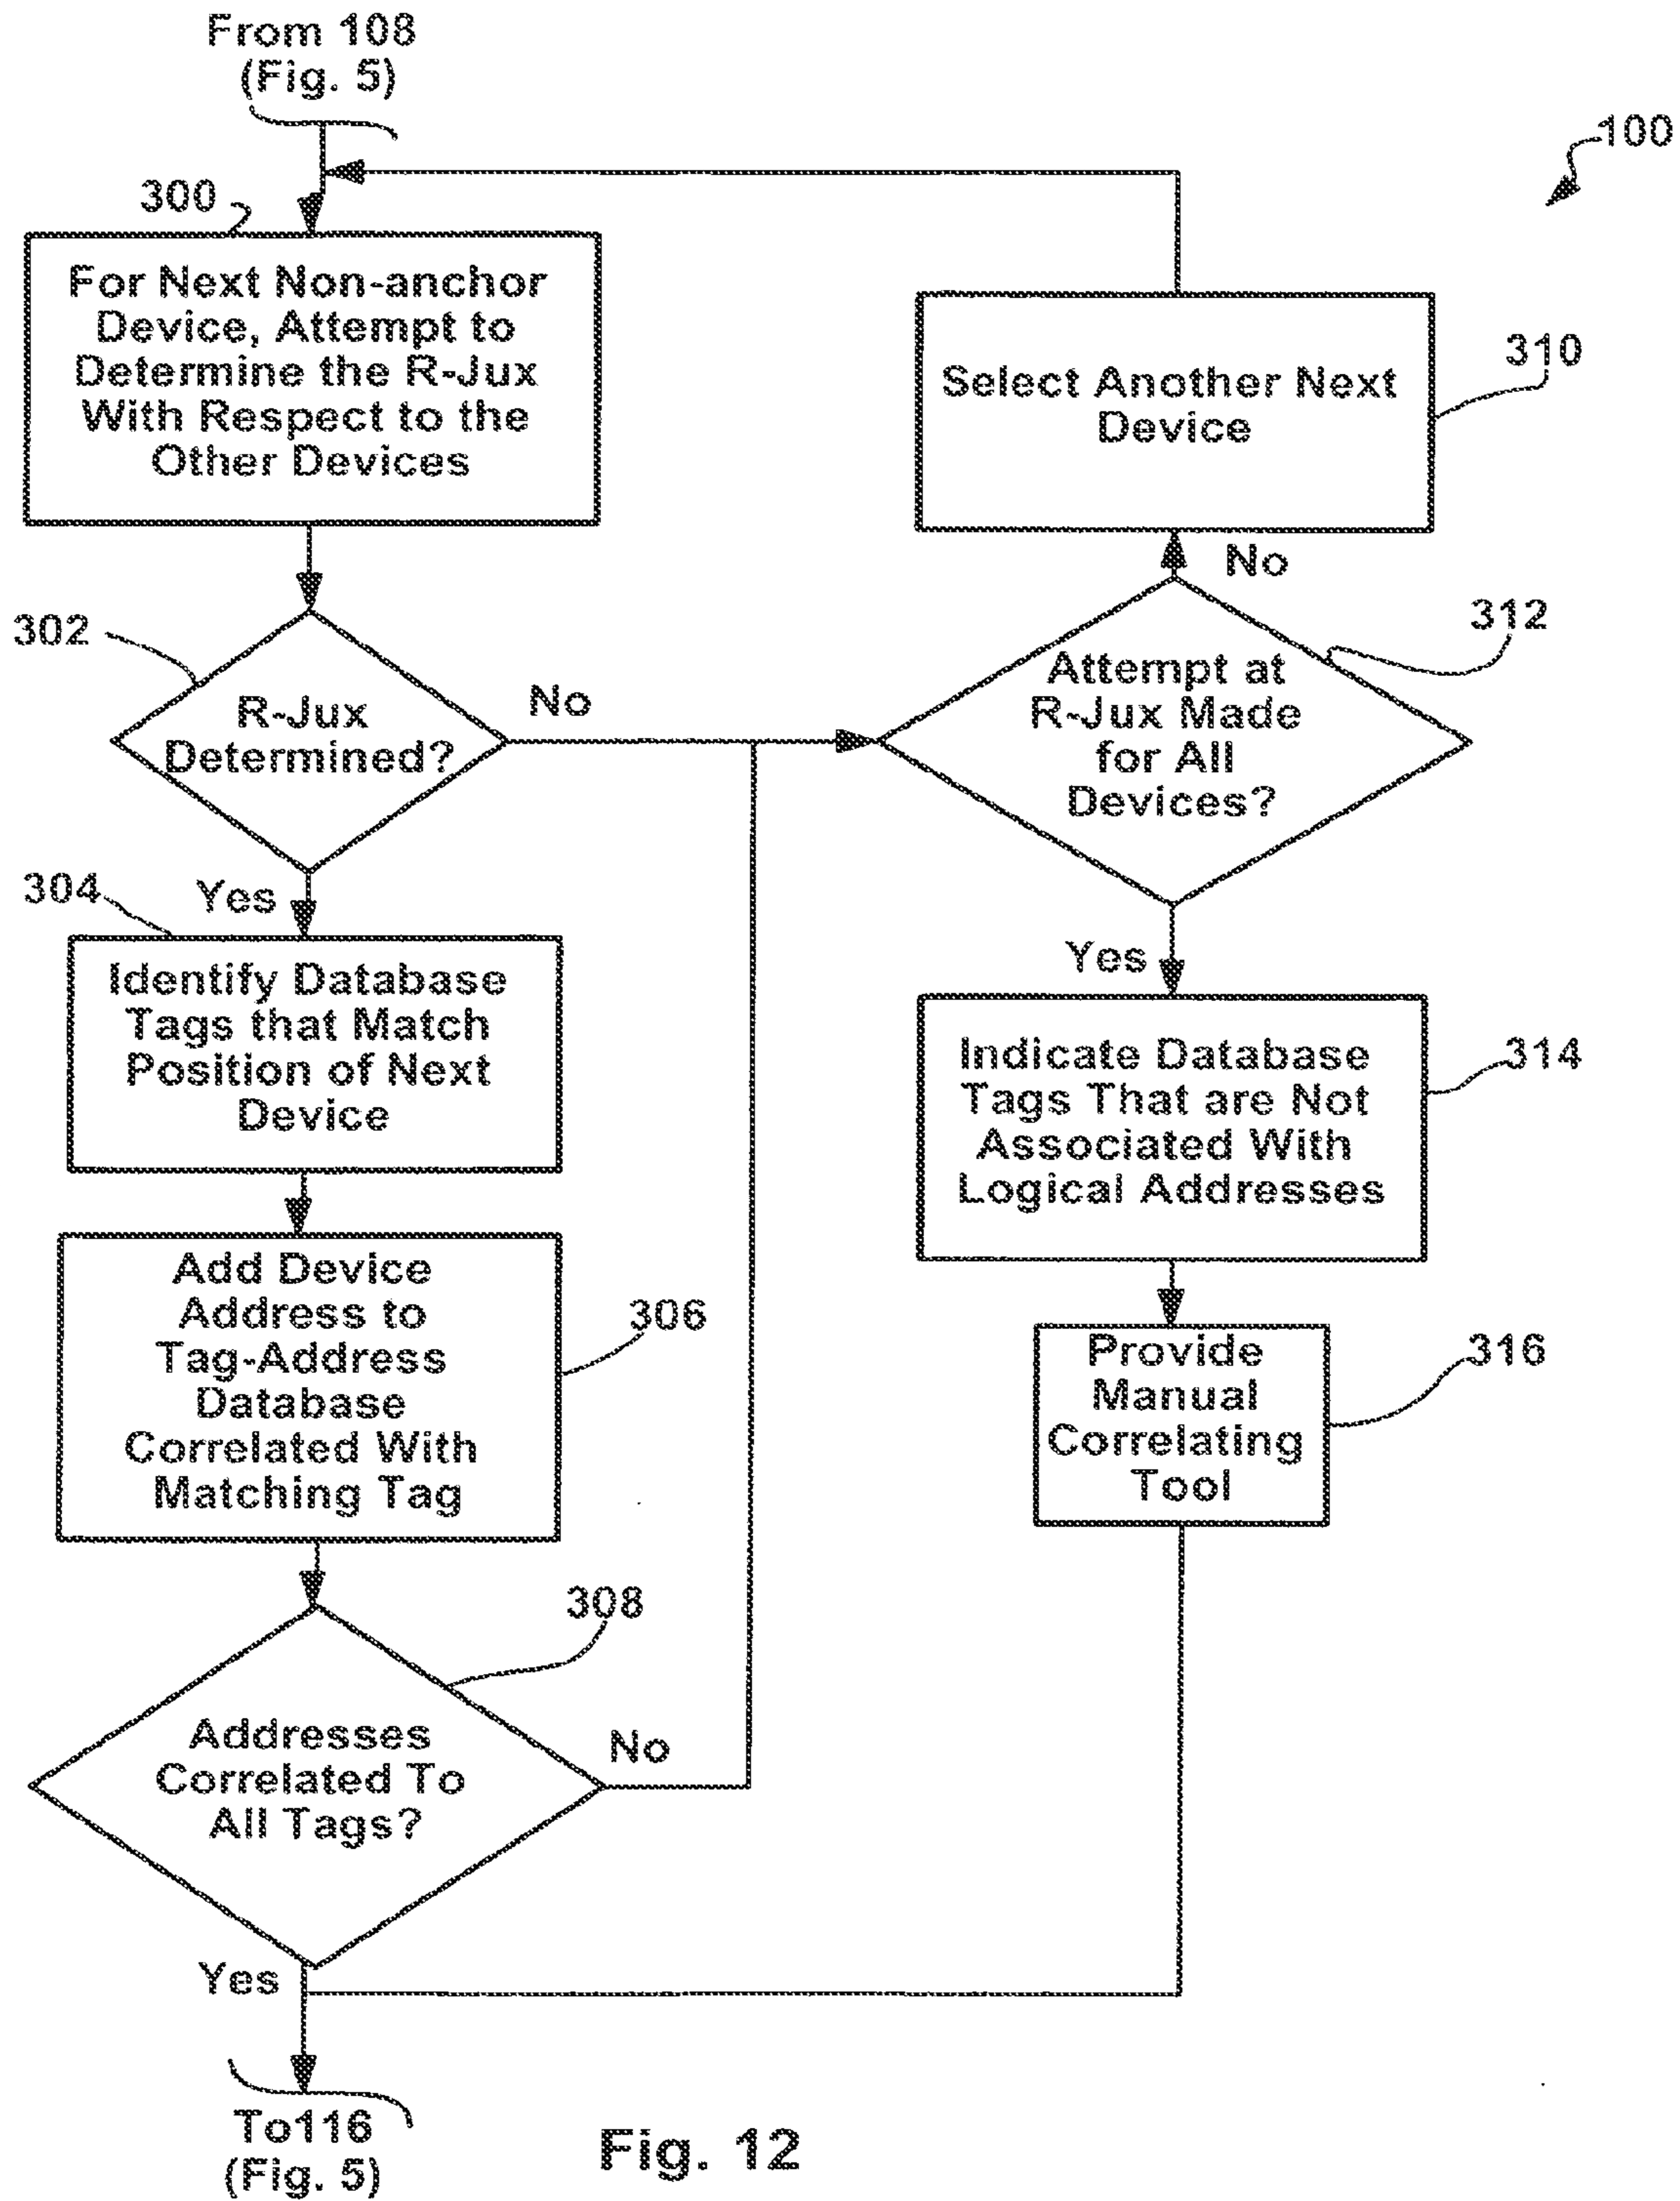 From 108
(Fig. 5)
100
300
For Next Non-anchor
Device, Attempt to
Determine the R-Jux
With Respect to the
Other Devices
310
Select Another Next
Device
No
302
R-Jux
Determined?
No
312
Attempt at
R-Jux Made
for All
Devices?
Yes
304
Identify Database
Tags that Match
Position of Next
Device
Yes
314
Indicate Database
Tags That are Not
Associated With
Logical Addresses
306
Add Device
Address to
Tag-Address
Database
Correlated With
Matching Tag
316
Provide
Manual
Correlating
Tool
308
Addresses
Correlated To
All Tags?
No
Yes
To116
(Fig. 5)
Fig. 12